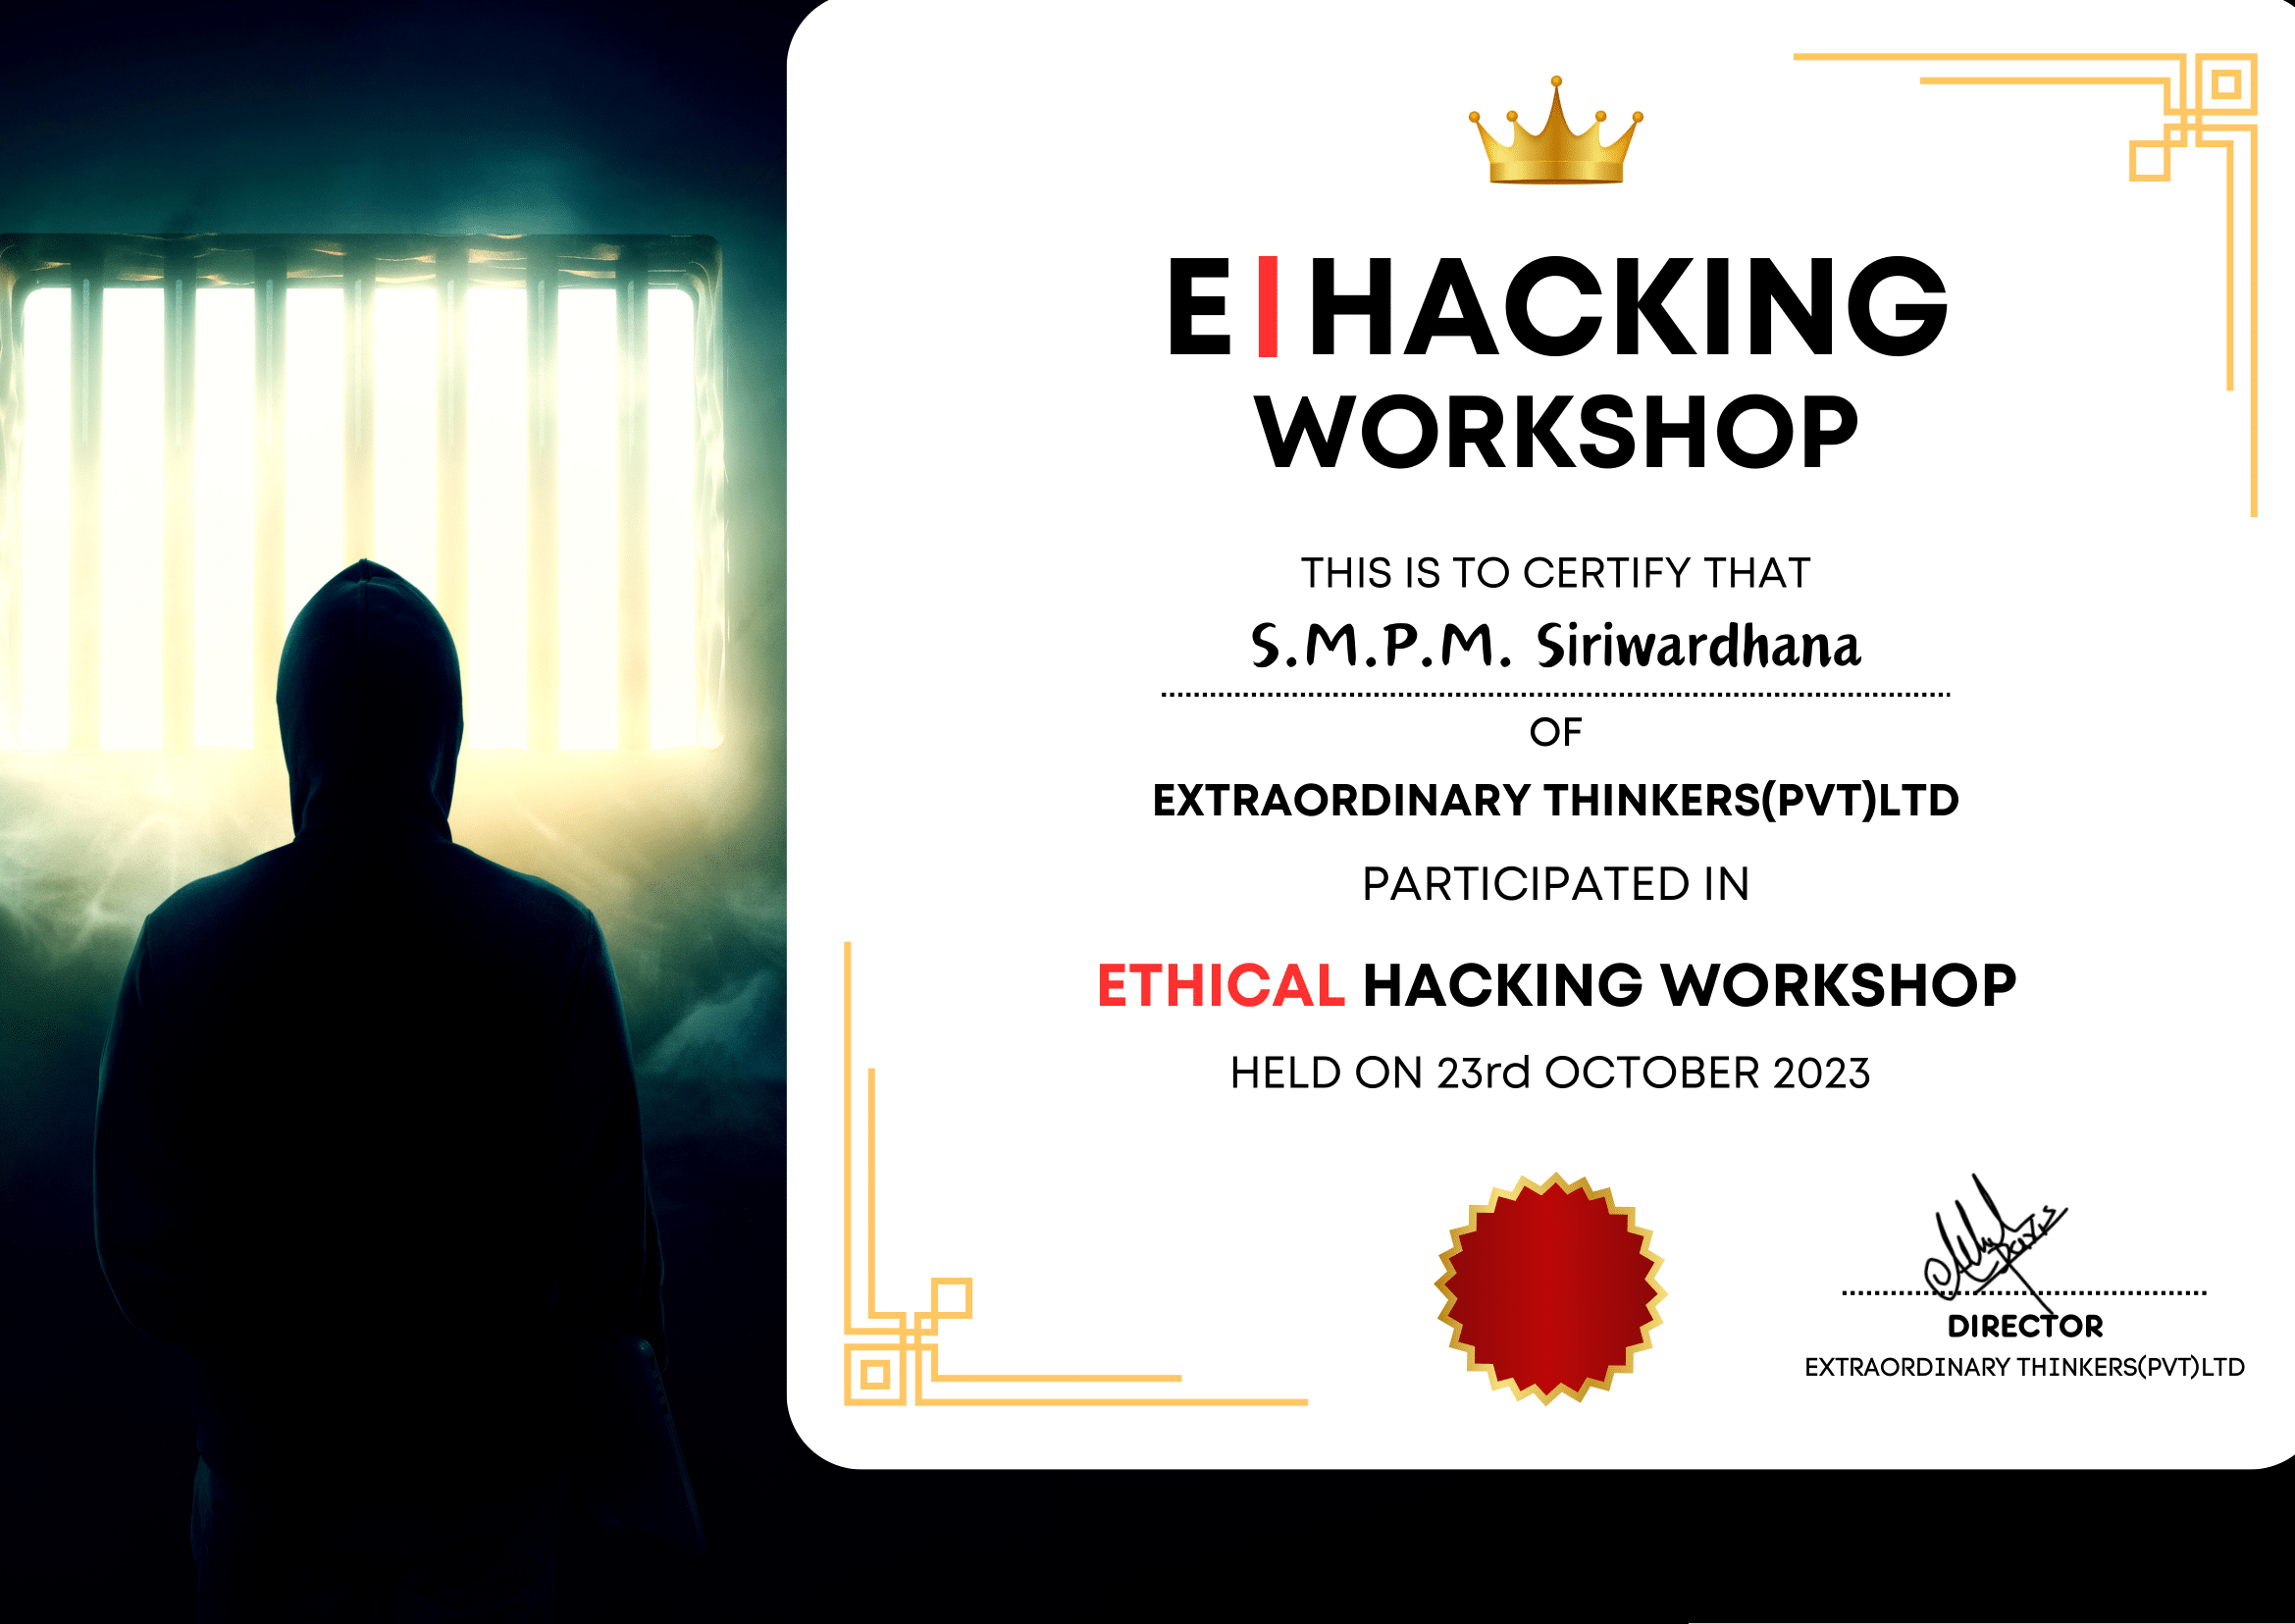 E|HACKING
WORKSHOP
THIS IS TO CERTIFY THAT
S.M.P.M. Siriwardhana
OF
EXTRAORDINARY THINKERS(PVT)LTD
PARTICIPATED IN
ETHICAL HACKING WORKSHOP
HELD ON 23rd OCTOBER 2023
DIRECTOR
EXTRAORDINARY THINKERS(PVT)LTD